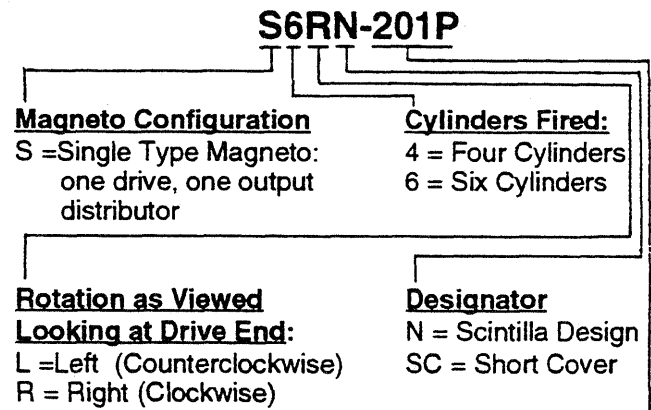 S6RN-201P
Magneto Configuration
S =Single Type Magneto:
one drive, one output
distributor
Cylinders Fired:
4 = Four Cylinders
6 = Six Cylinders
Rotation as Viewed
Looking at Drive End:
L =Left (Counterclockwise)
R = Right (Clockwise)
Designator
N = Scintilla Design
SC = Short Cover